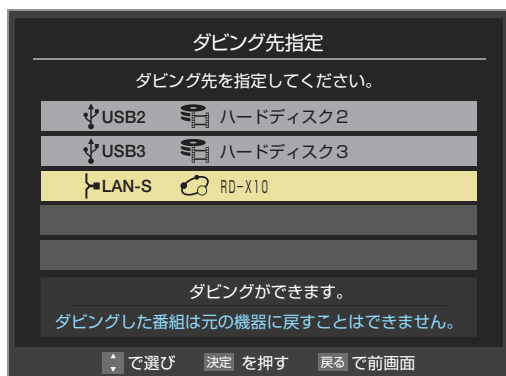 ダビング先指定
ダビング先を指定してください。
USB2 ハードディスク2
USB3 ハードディスク3
LAN-S RD-X10
ダビングができます。
ダビングした番組は元の機器に戻すことはできません。
で選び 決定 を押す 戻る で前画面